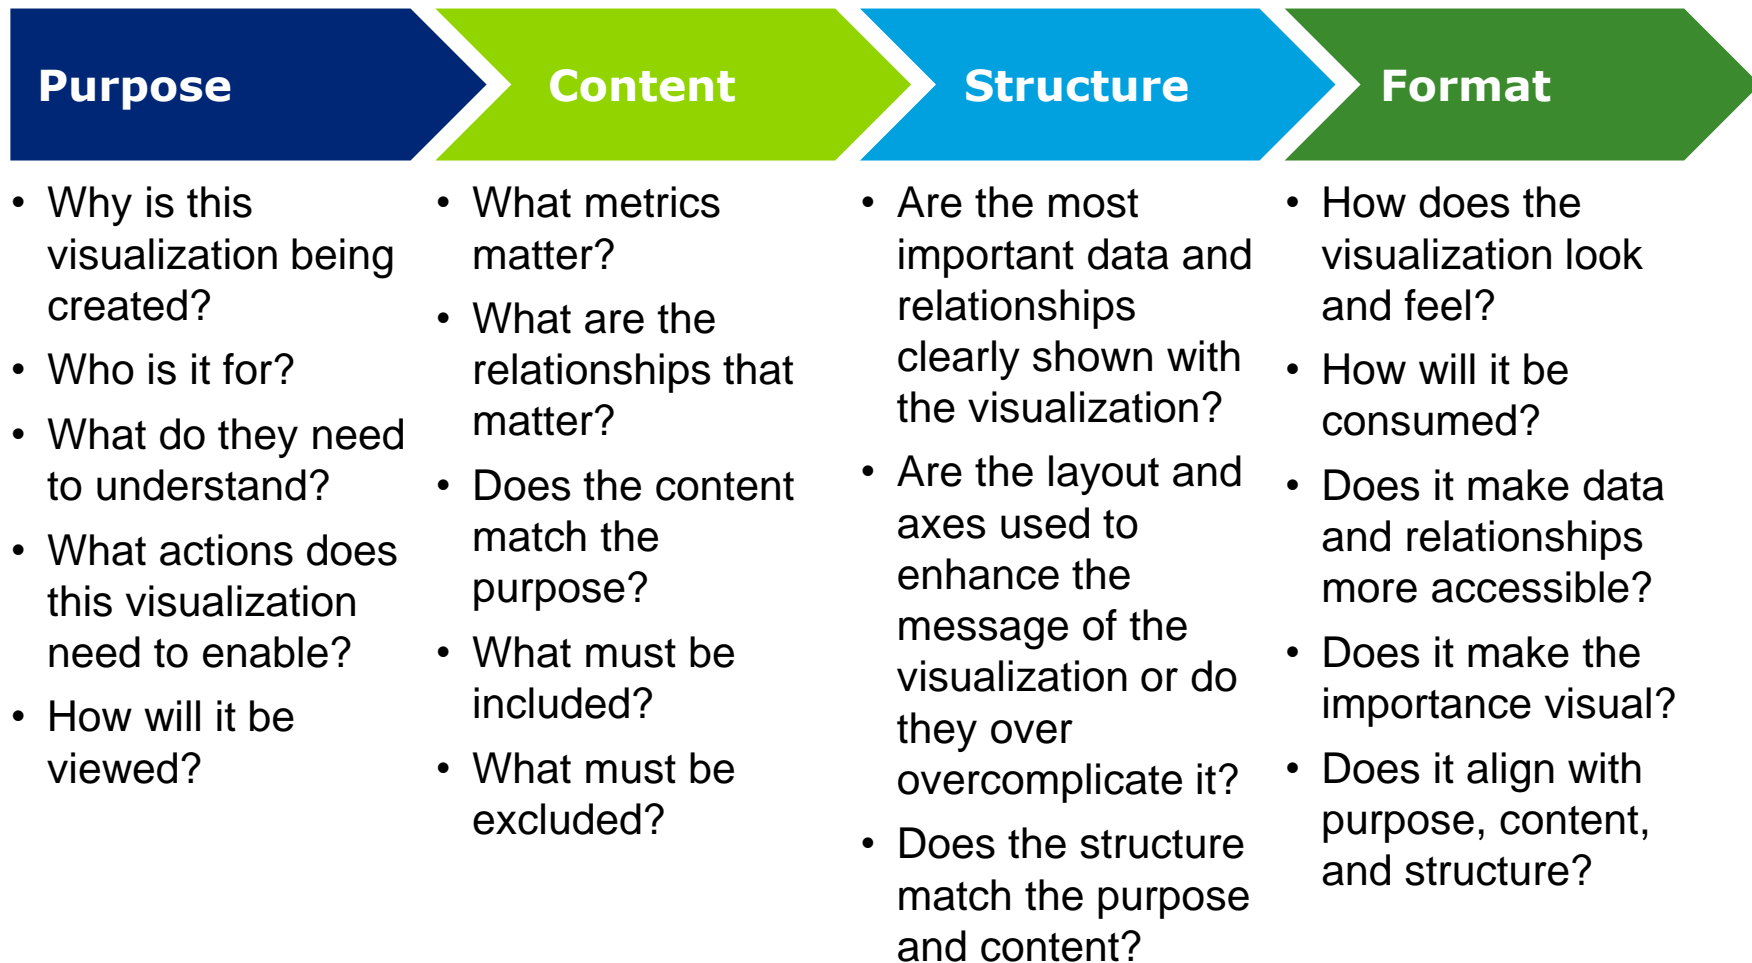 Purpose
• Why is this
visualization being
created?
• Who is it for?
• What do they need
to understand?
• What actions does
this visualization
need to enable?
• How will it be
viewed?
Content
• What metrics
matter?
• What are the
relationships that
matter?
• Does the content
match the
purpose?
• What must be
included?
• What must be
excluded?
Structure
• Are the most
important data and
relationships
clearly shown with
the visualization?
• Are the layout and
axes used to
enhance the
message of the
visualization or do
they over
overcomplicate it?
• Does the structure
match the purpose
and content?
Format
• How does the
visualization look
and feel?
• How will it be
consumed?
• Does it make data
and relationships
more accessible?
• Does it make the
importance visual?
• Does it align with
purpose, content,
and structure?